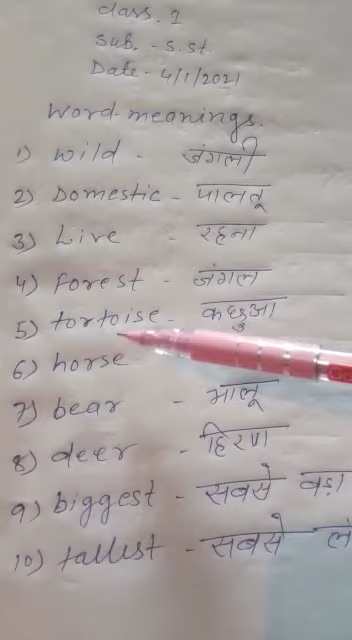 class. 2
Sub. - S.St
Date - 4/1/2021
Word meanings.
1) Wild - जंगली
2) Domestic - पालतू
3) Live - रहना
4) Forest - जंगल
5) tortoise - कछुआ
6) horse
7) bear - भालू
8) deer - हिरण
9) biggest - सबसे बड़ा
10) tallest - सबसे